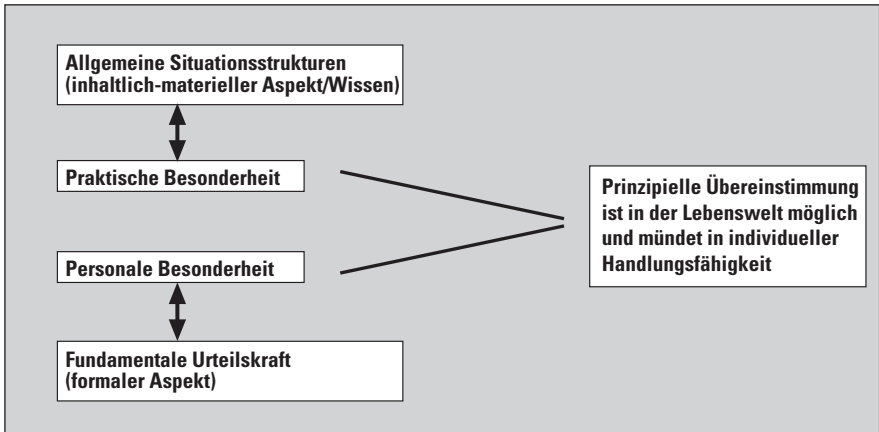 Allgemeine Situationsstrukturen
(inhaltlich-materieller Aspekt/Wissen)
Praktische Besonderheit
Personale Besonderheit
Fundamentale Urteilskraft
(formaler Aspekt)
Prinzipielle Übereinstimmung
ist in der Lebenswelt möglich
und mündet in individueller
Handlungsfähigkeit